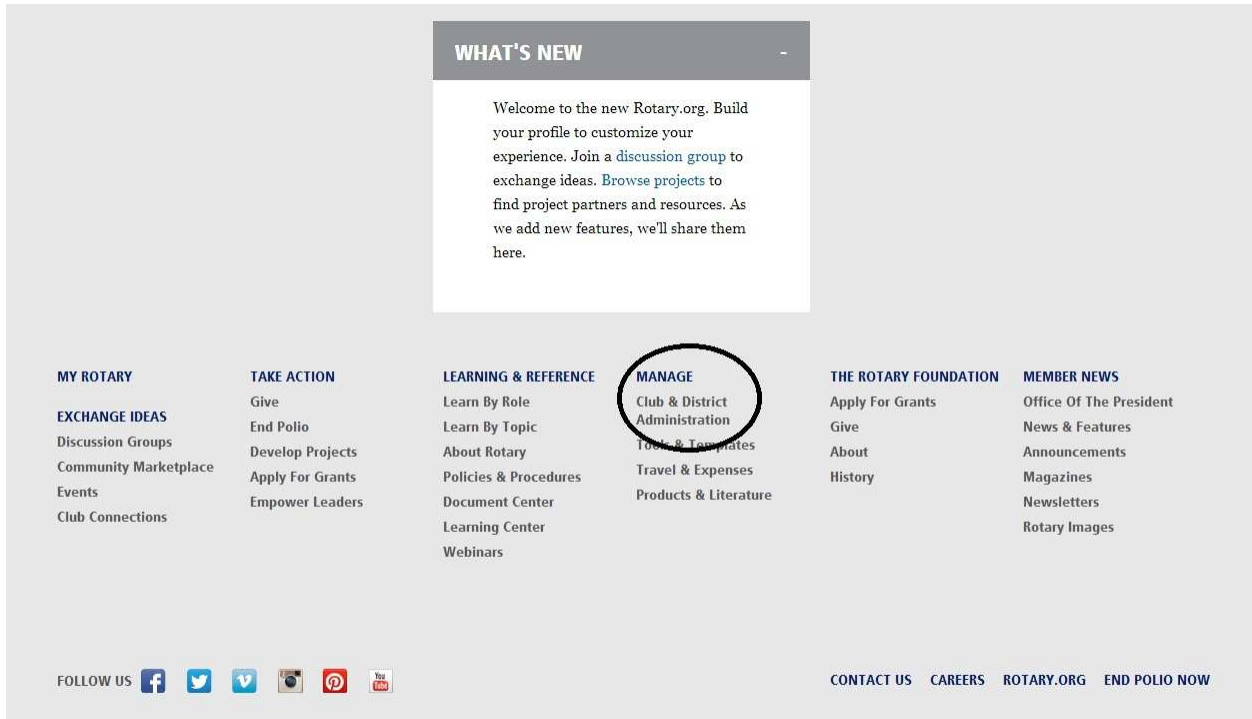 WHAT'S NEW -
Welcome to the new Rotary.org. Build
your profile to customize your
experience. Join a discussion group to
exchange ideas. Browse projects to
find project partners and resources. As
we add new features, we'll share them
here.
MY ROTARY
EXCHANGE IDEAS
Discussion Groups
Community Marketplace
Events
Club Connections
TAKE ACTION
Give
End Polio
Develop Projects
Apply For Grants
Empower Leaders
LEARNING & REFERENCE
Learn By Role
Learn By Topic
About Rotary
Policies & Procedures
Document Center
Learning Center
Webinars
MANAGE
Club & District
Administration
Tools & Templates
Travel & Expenses
Products & Literature
THE ROTARY FOUNDATION
Apply For Grants
Give
About
History
MEMBER NEWS
Office Of The President
News & Features
Announcements
Magazines
Newsletters
Rotary Images
FOLLOW US
You
Tube
CONTACT US CAREERS ROTARY.ORG END POLIO NOW